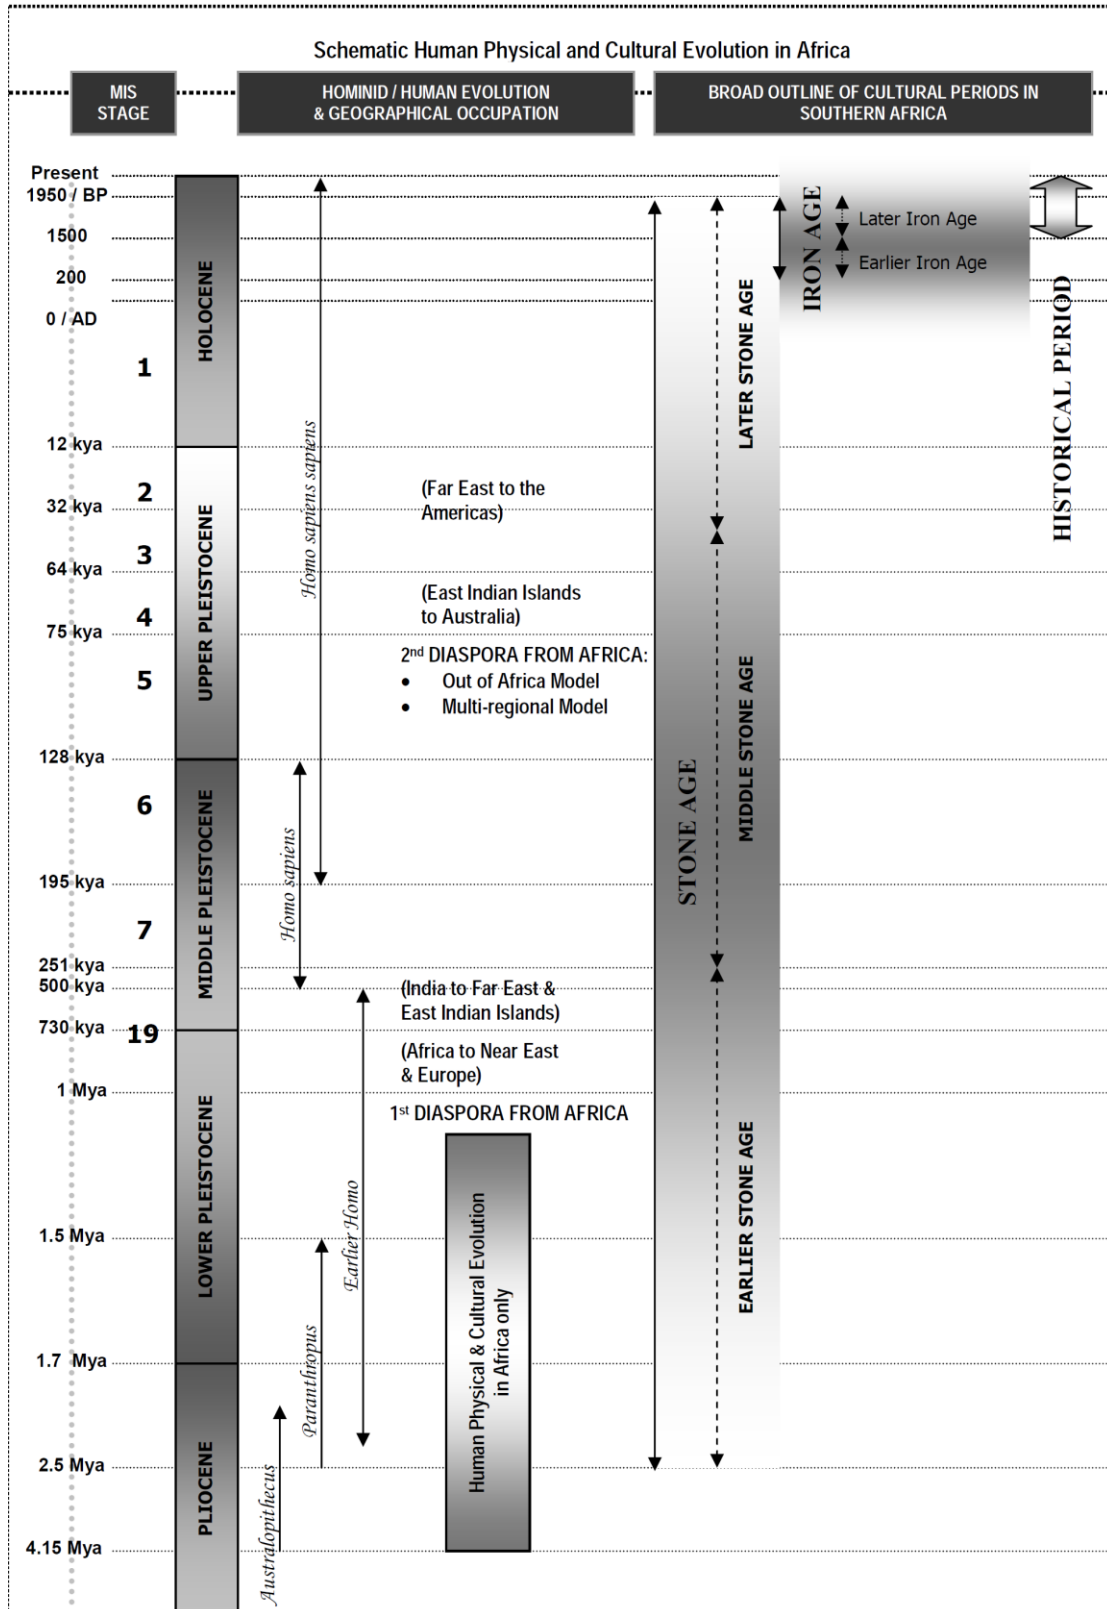 Schematic Human Physical and Cultural Evolution in Africa
MIS
STAGE
HOMINID / HUMAN EVOLUTION
& GEOGRAPHICAL OCCUPATION
BROAD OUTLINE OF CULTURAL PERIODS IN
SOUTHERN AFRICA
Present
1950 / BP
1500
200
0 / AD
12 kya
32 kya
64 kya
75 kya
128 kya
195 kya
251 kya
500 kya
730 kya
1 Mya
1.5 Mya
1.7 Mya
2.5 Mya
4.15 Mya
1
2
3
4
5
6
7
19
HOLOCENE
UPPER PLEISTOCENE
MIDDLE PLEISTOCENE
LOWER PLEISTOCENE
PLIOCENE
Homo sapiens sapiens
Homo sapiens
Earlier Homo
Paranthropus
Australopithecus
(Far East to the
Americas)
(East Indian Islands
to Australia)
2nd DIASPORA FROM AFRICA:
• Out of Africa Model
• Multi-regional Model
(India to Far East &
East Indian Islands)
(Africa to Near East
& Europe)
1st DIASPORA FROM AFRICA
Human Physical & Cultural Evolution
in Africa only
STONE AGE
LATER STONE AGE
MIDDLE STONE AGE
EARLIER STONE AGE
IRON AGE
Later Iron Age
Earlier Iron Age
HISTORICAL PERIOD